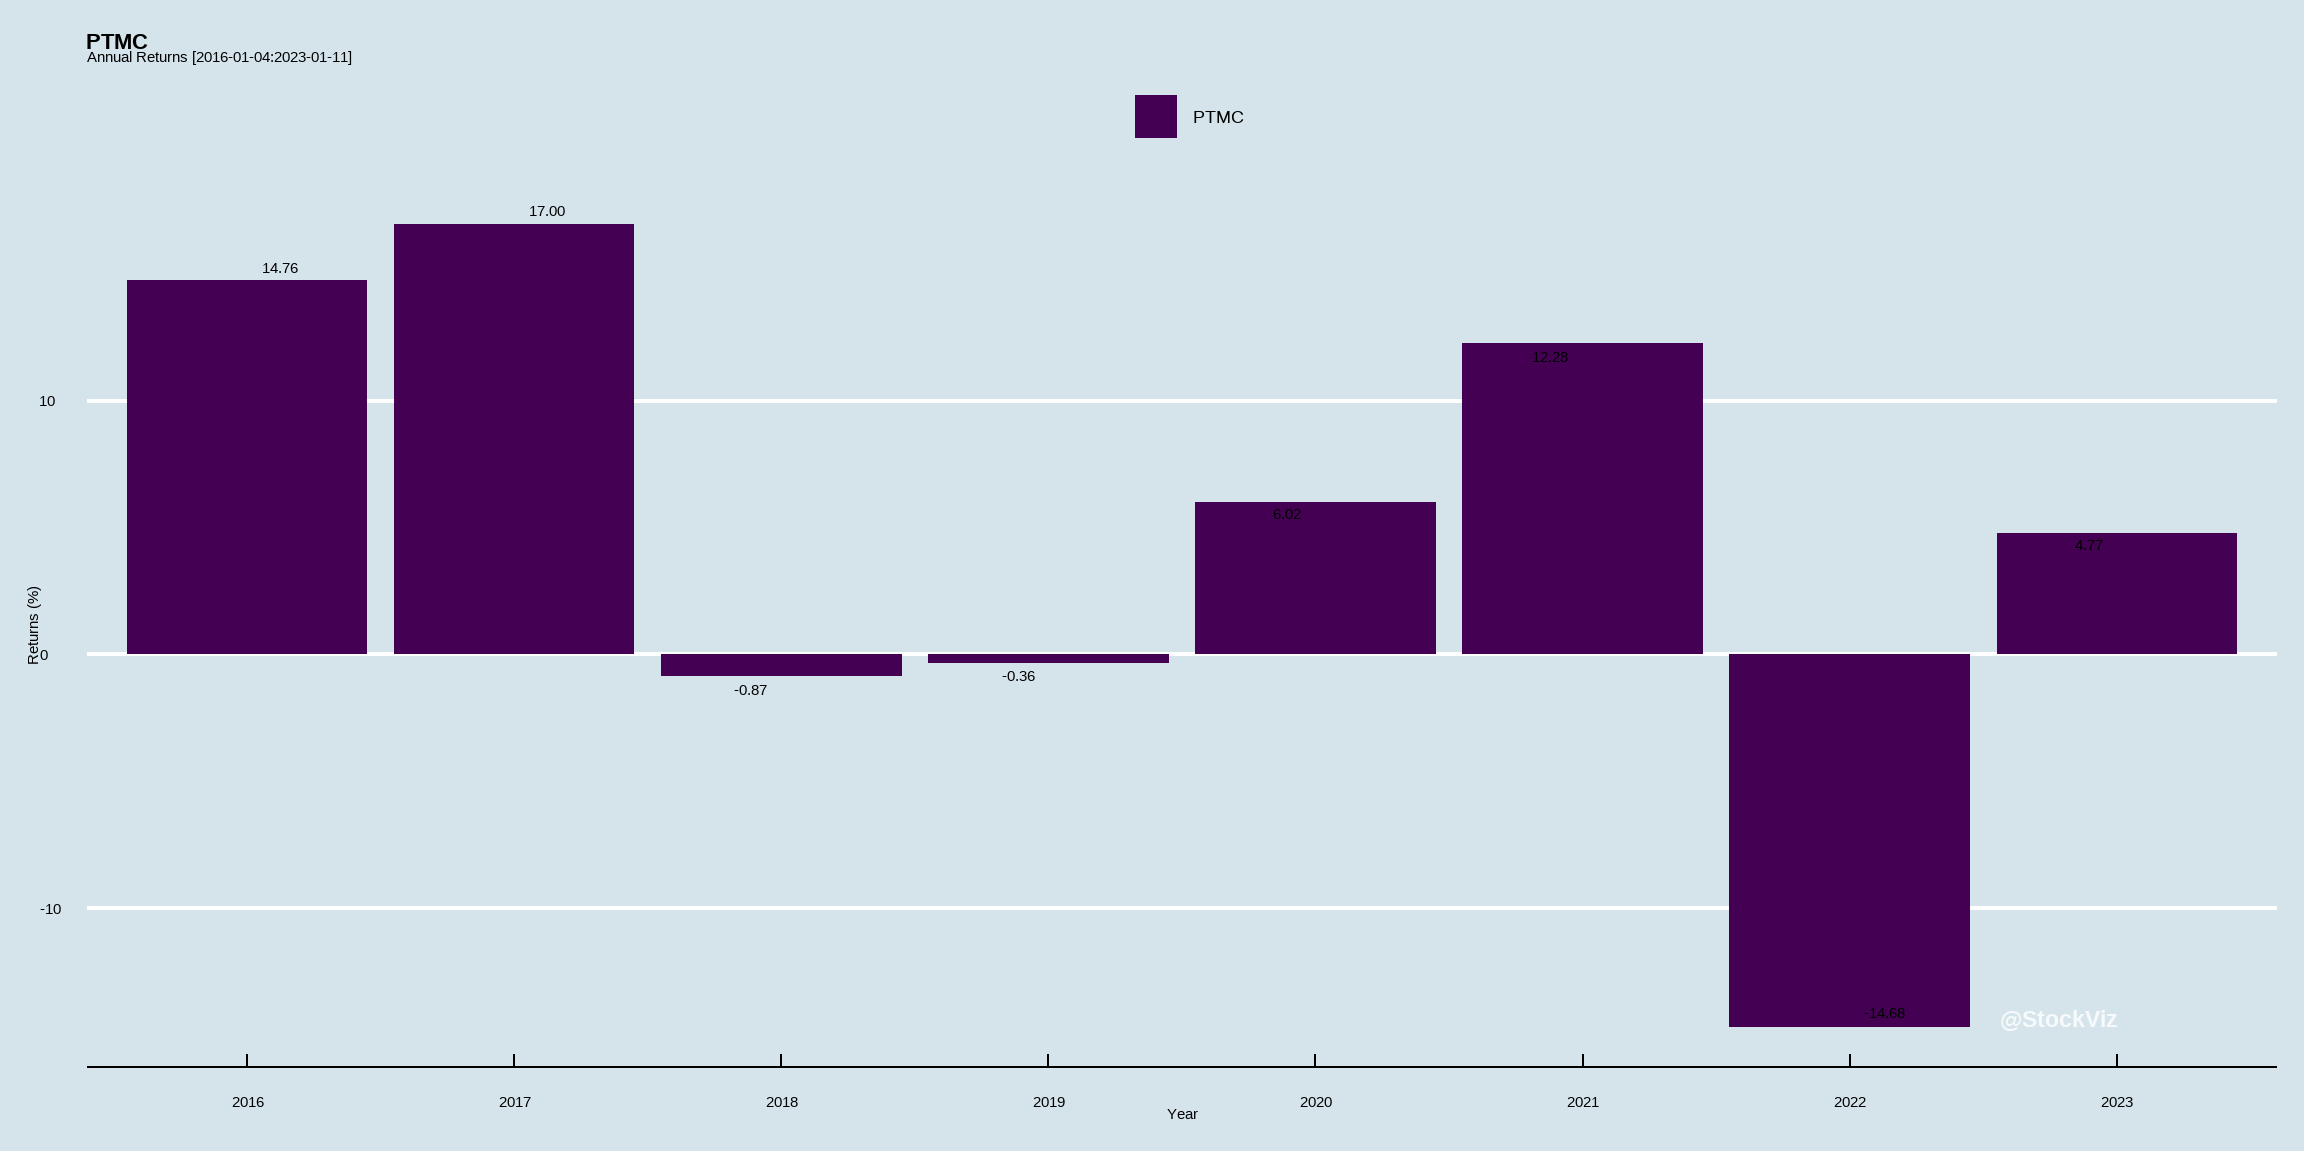 PTMC
Annual Returns [2016-01-04:2023-01-11]
PTMC
17.00
14.76
12.28
10
6.02
4.77
Returns (%)
0
-0.36
-0.87
-10
-14.68
@StockViz
2016 2017 2018 2019 2020 2021 2022 2023
Year